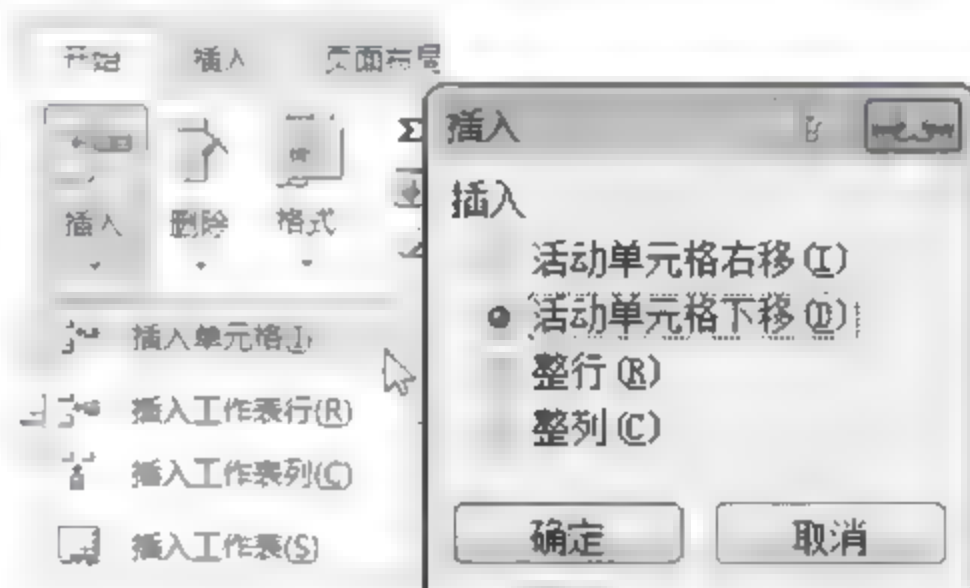 开始 插入 页面布局
插入 删除 格式 Σ
插入单元格(I)
插入工作表行(R)
插入工作表列(C)
插入工作表(S)
插入
插入
活动单元格右移(I)
活动单元格下移(D)
整行(R)
整列(C)
确定 取消